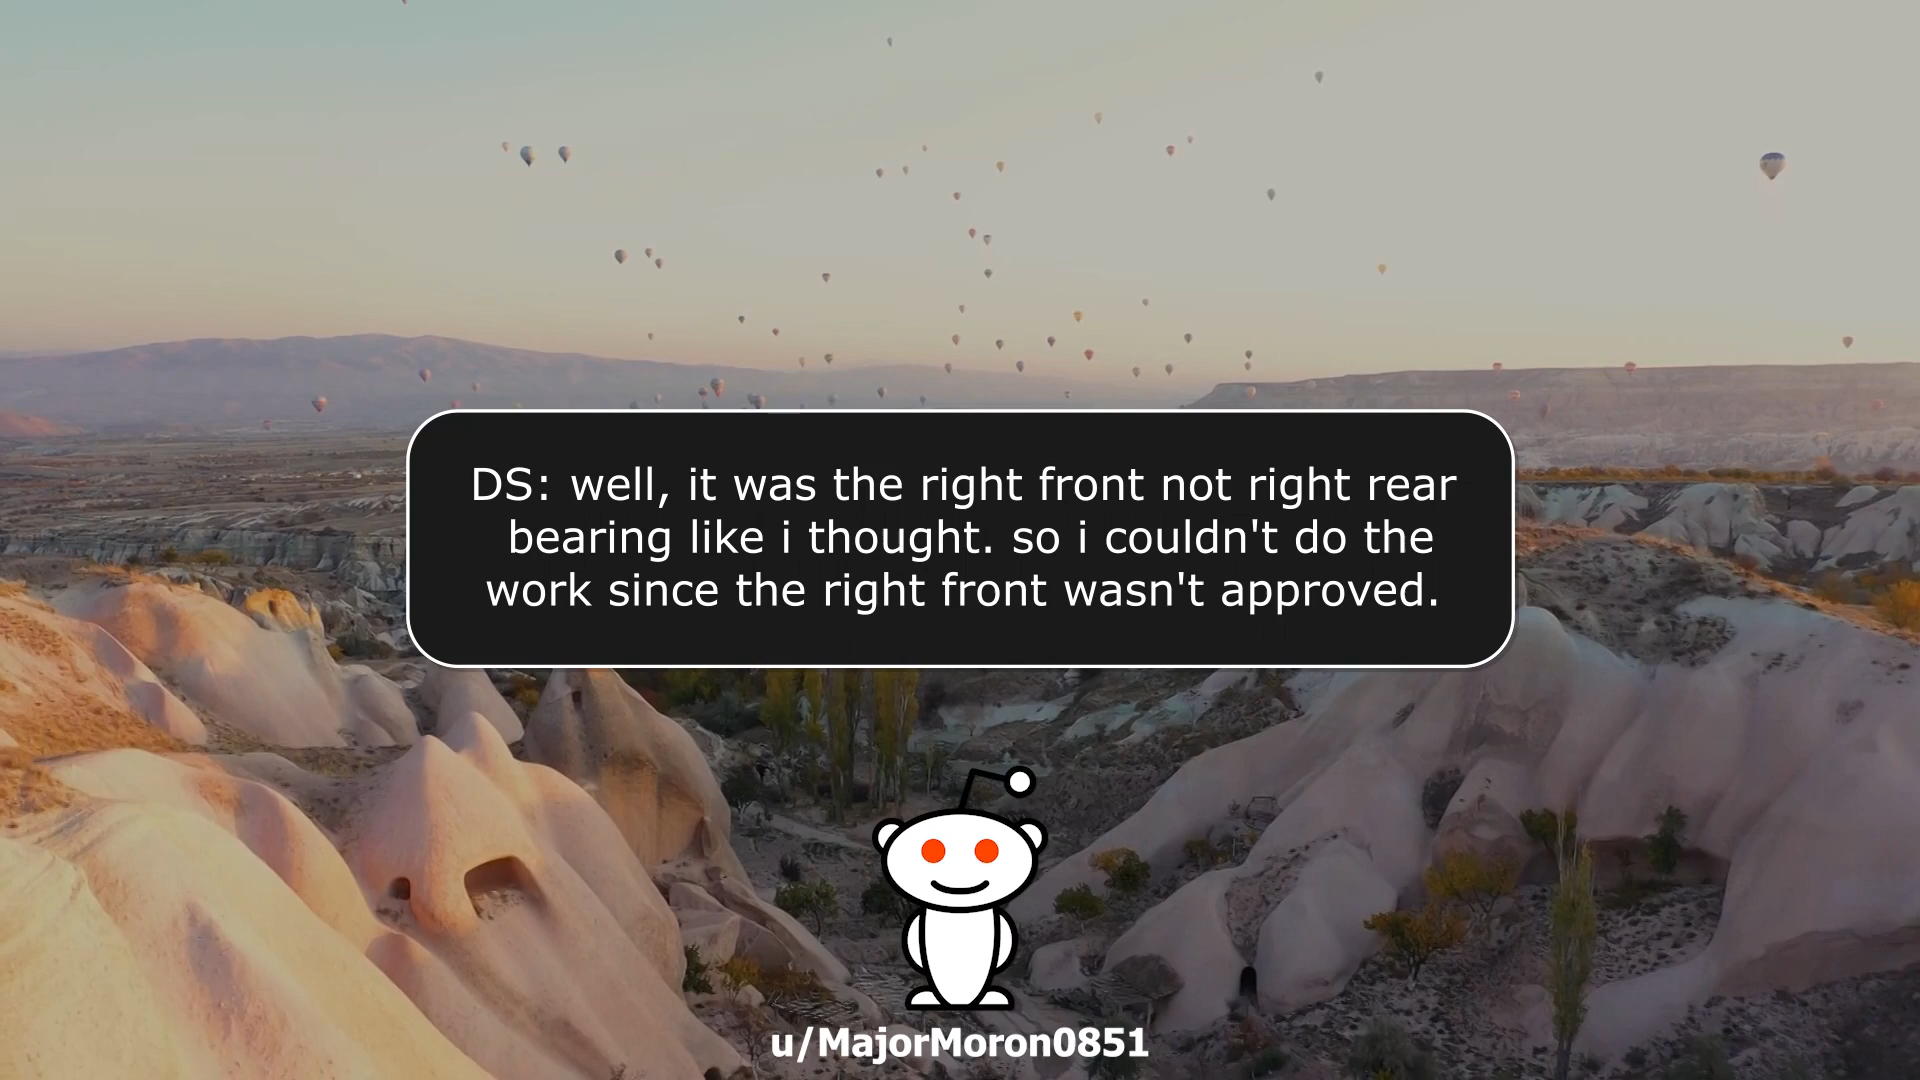 DS: well, it was the right front not right rear
bearing like i thought. so i couldn't do the
work since the right front wasn't approved.
u/MajorMoron0851